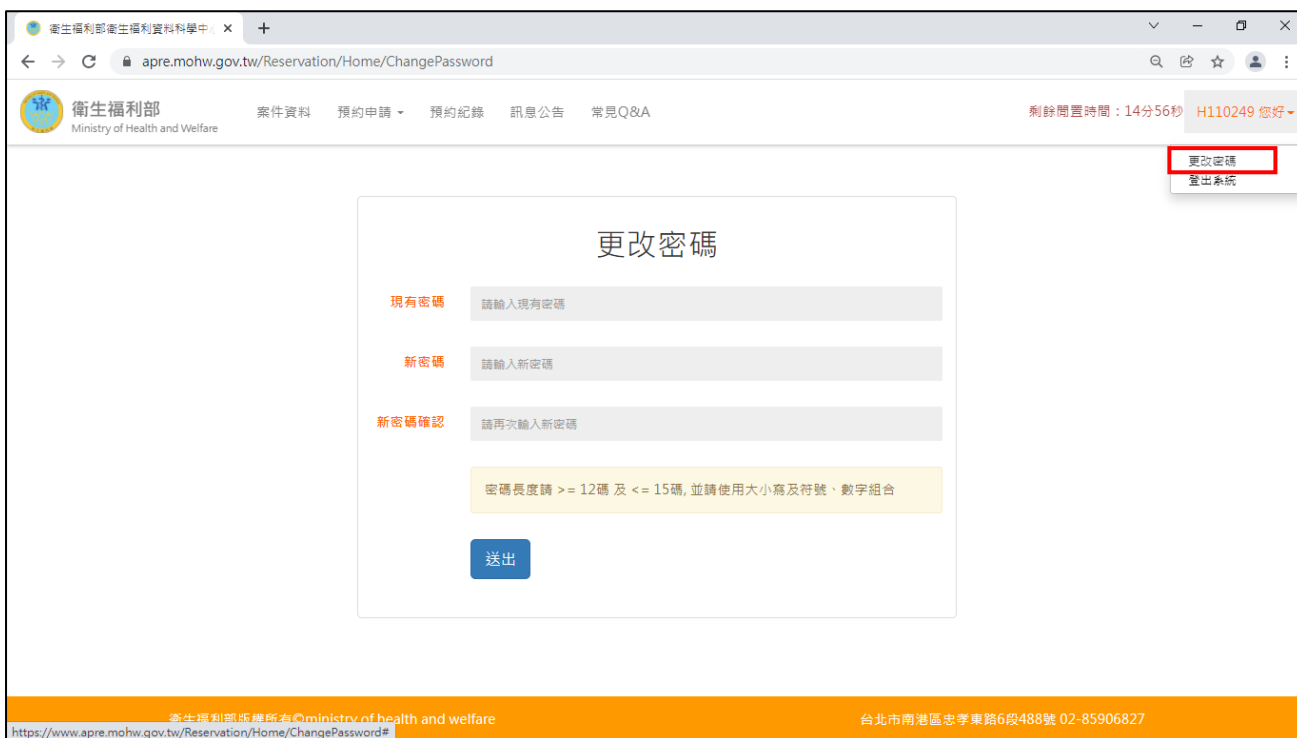 衛生福利部衛生福利資料科學中心
apre.mohw.gov.tw/Reservation/Home/ChangePassword
衛生福利部
Ministry of Health and Welfare
案件資料 預約申請 預約紀錄 訊息公告 常見Q&A
剩餘閒置時間：14分56秒 H110249 您好
更改密碼
登出系統
更改密碼
現有密碼 請輸入現有密碼
新密碼 請輸入新密碼
新密碼確認 請再次輸入新密碼
密碼長度請 >= 12碼 及 <= 15碼, 並請使用大小寫及符號、數字組合
送出
衛生福利部版權所有©ministry of health and welfare
台北市南港區忠孝東路6段488號 02-85906827
https://www.apre.mohw.gov.tw/Reservation/Home/ChangePassword#